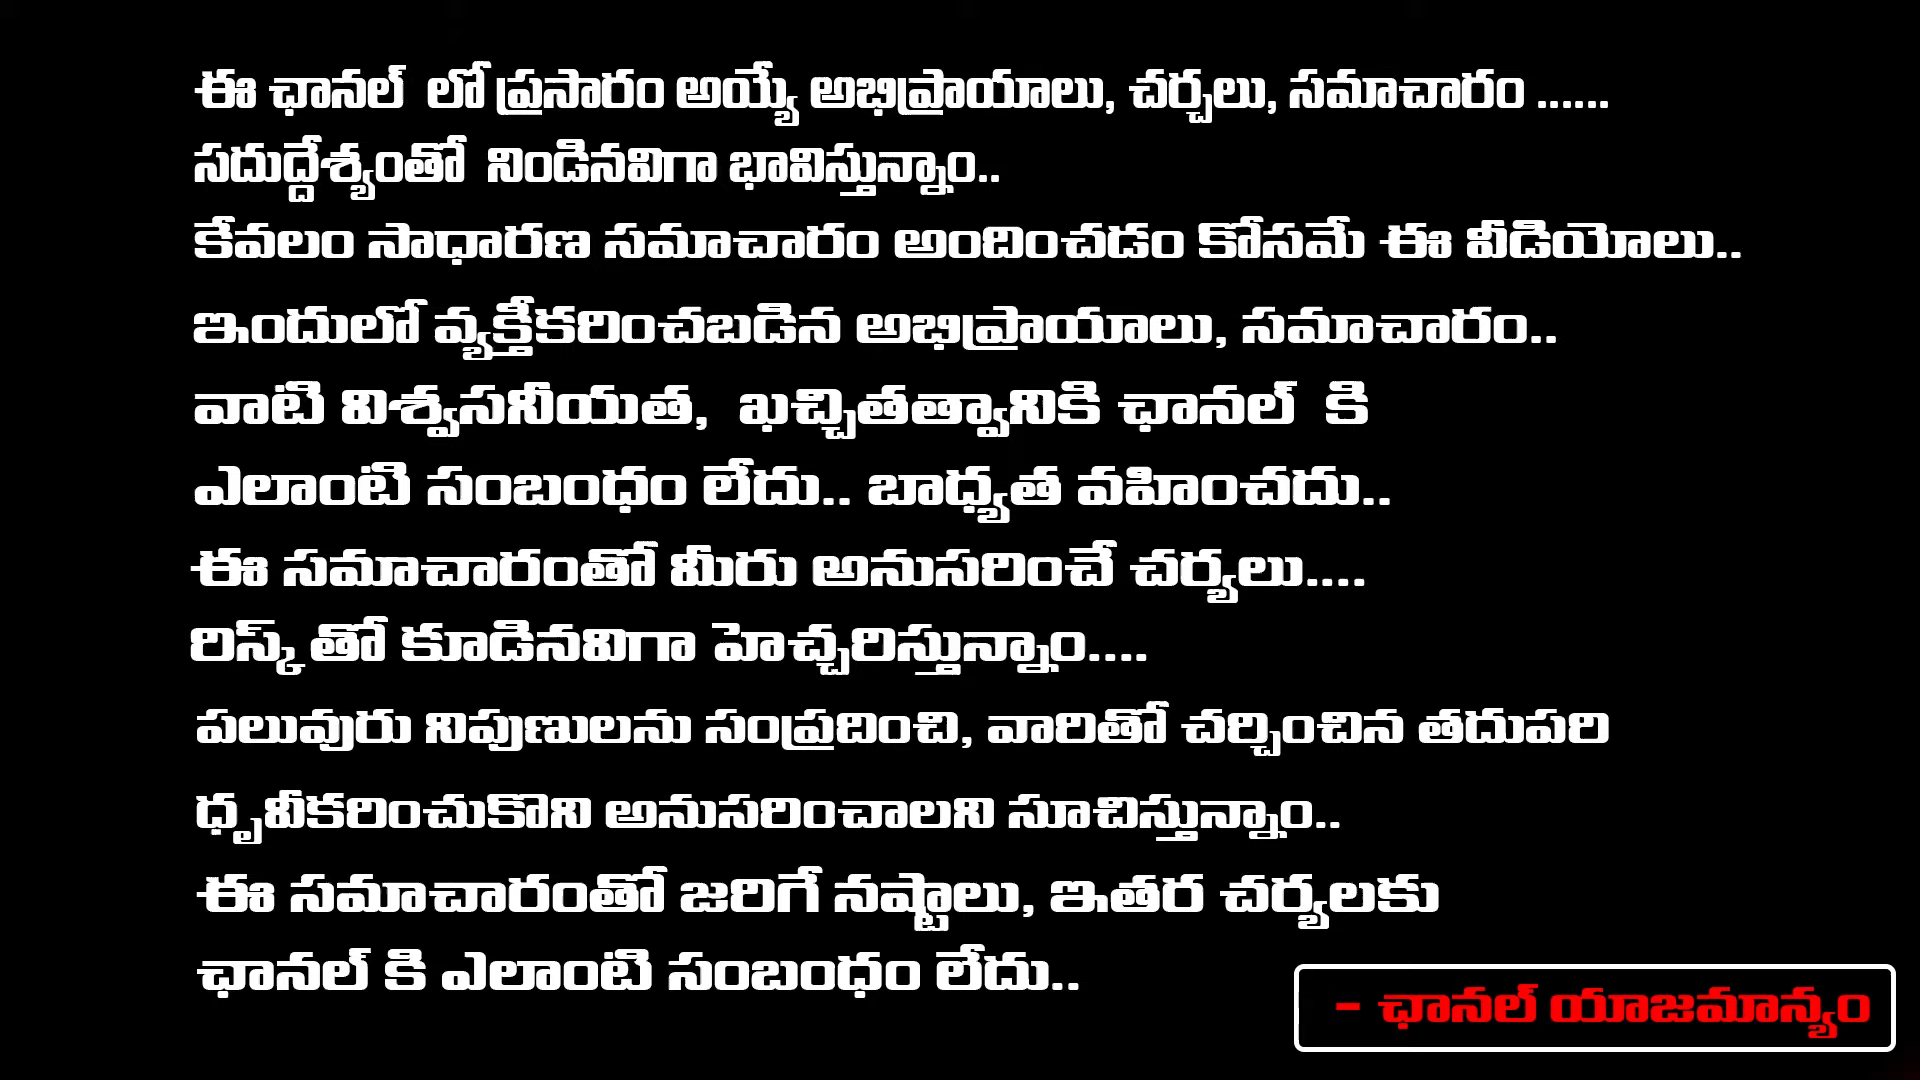 ఈ ఛానల్ లో ప్రసారం అయ్యే అభిప్రాయాలు, చర్చలు, సమాచారం ......
సదుద్దేశ్యంతో నిండినవిగా భావిస్తున్నాం..
కేవలం సాధారణ సమాచారం అందించడం కోసమే ఈ వీడియోలు..
ఇందులో వ్యక్తీకరించబడిన అభిప్రాయాలు, సమాచారం..
వాటి విశ్వసనీయత, ఖచ్చితత్వానికి ఛానల్ కి
ఎలాంటి సంబంధం లేదు.. బాధ్యత వహించదు..
ఈ సమాచారంతో మీరు అనుసరించే చర్యలు....
రిస్క్ తో కూడినవిగా హెచ్చరిస్తున్నాం....
పలువురు నిపుణులను సంప్రదించి, వారితో చర్చించిన తదుపరి
ధృవీకరించుకొని అనుసరించాలని సూచిస్తున్నాం..
ఈ సమాచారంతో జరిగే నష్టాలు, ఇతర చర్యలకు
ఛానల్ కి ఎలాంటి సంబంధం లేదు..
- ఛానల్ యాజమాన్యం